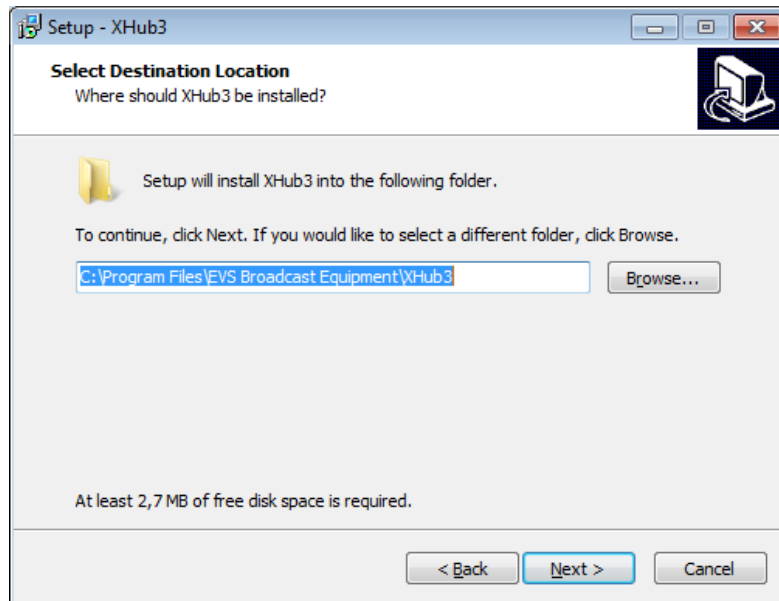 Setup - XHub3
Select Destination Location
Where should XHub3 be installed?
Setup will install XHub3 into the following folder.
To continue, click Next. If you would like to select a different folder, click Browse.
C:\Program Files\EVS Broadcast Equipment\XHub3
Browse...
At least 2,7 MB of free disk space is required.
< Back
Next >
Cancel